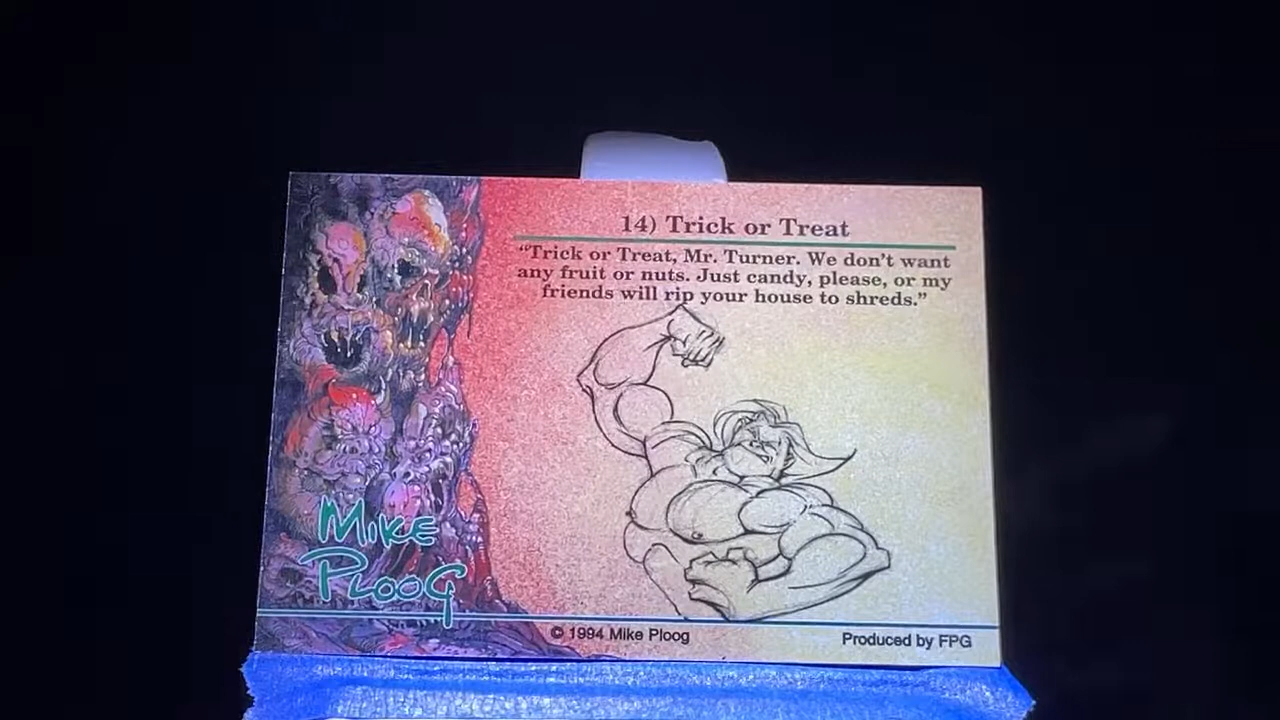 14) Trick or Treat
“Trick or Treat, Mr. Turner. We don’t want
any fruit or nuts. Just candy, please, or my
friends will rip your house to shreds.”
MIKE
PLOOG
© 1994 Mike Ploog
Produced by FPG